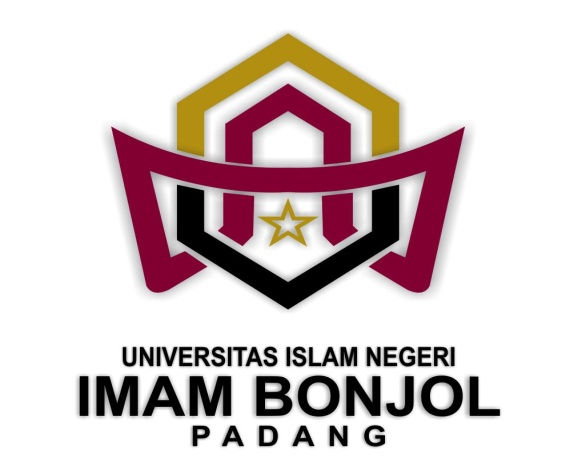 UNIVERSITAS ISLAM NEGERI
IMAM BONJOL
PADANG